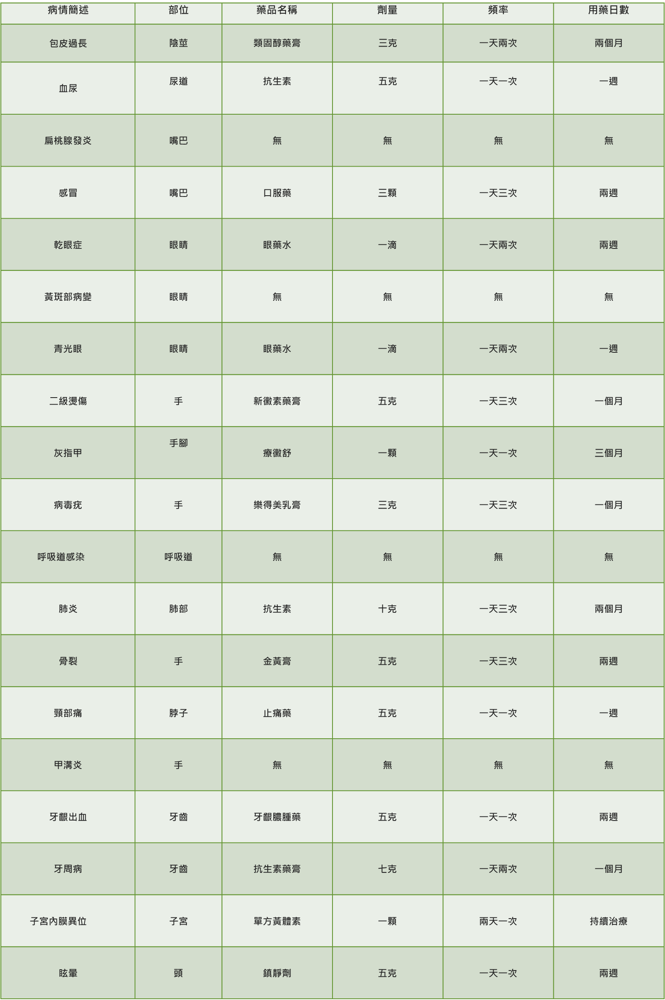 病情簡述 部位 藥品名稱 劑量 頻率 用藥日數
包皮過長 陰莖 類固醇藥膏 三克 一天兩次 兩個月
血尿 尿道 抗生素 五克 一天一次 一週
扁桃腺發炎 嘴巴 無 無 無 無
感冒 嘴巴 口服藥 三顆 一天三次 兩週
乾眼症 眼睛 眼藥水 一滴 一天兩次 兩週
黃斑部病變 眼睛 無 無 無 無
青光眼 眼睛 眼藥水 一滴 一天兩次 一週
二級燙傷 手 新黴素藥膏 五克 一天三次 一個月
灰指甲 手腳 療黴舒 一顆 一天一次 三個月
病毒疣 手 樂得美乳膏 三克 一天三次 一個月
呼吸道感染 呼吸道 無 無 無 無
肺炎 肺部 抗生素 十克 一天三次 兩個月
骨裂 手 金黃膏 五克 一天三次 兩週
頸部痛 脖子 止痛藥 五克 一天一次 一週
甲溝炎 手 無 無 無 無
牙齦出血 牙齒 牙齦膿腫藥 五克 一天一次 兩週
牙周病 牙齒 抗生素藥膏 七克 一天兩次 一個月
子宮內膜異位 子宮 單方黃體素 一顆 兩天一次 持續治療
眩暈 頭 鎮靜劑 五克 一天一次 兩週